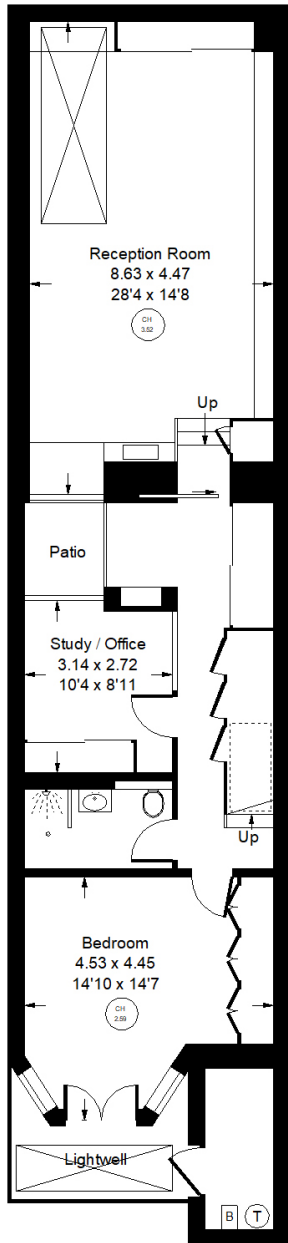 Reception Room
8.63 x 4.47
28'4 x 14'8
CH
3.52
Up
Patio
Study / Office
3.14 x 2.72
10'4 x 8'11
Up
Bedroom
4.53 x 4.45
14'10 x 14'7
CH
2.59
Lightwell
B
T